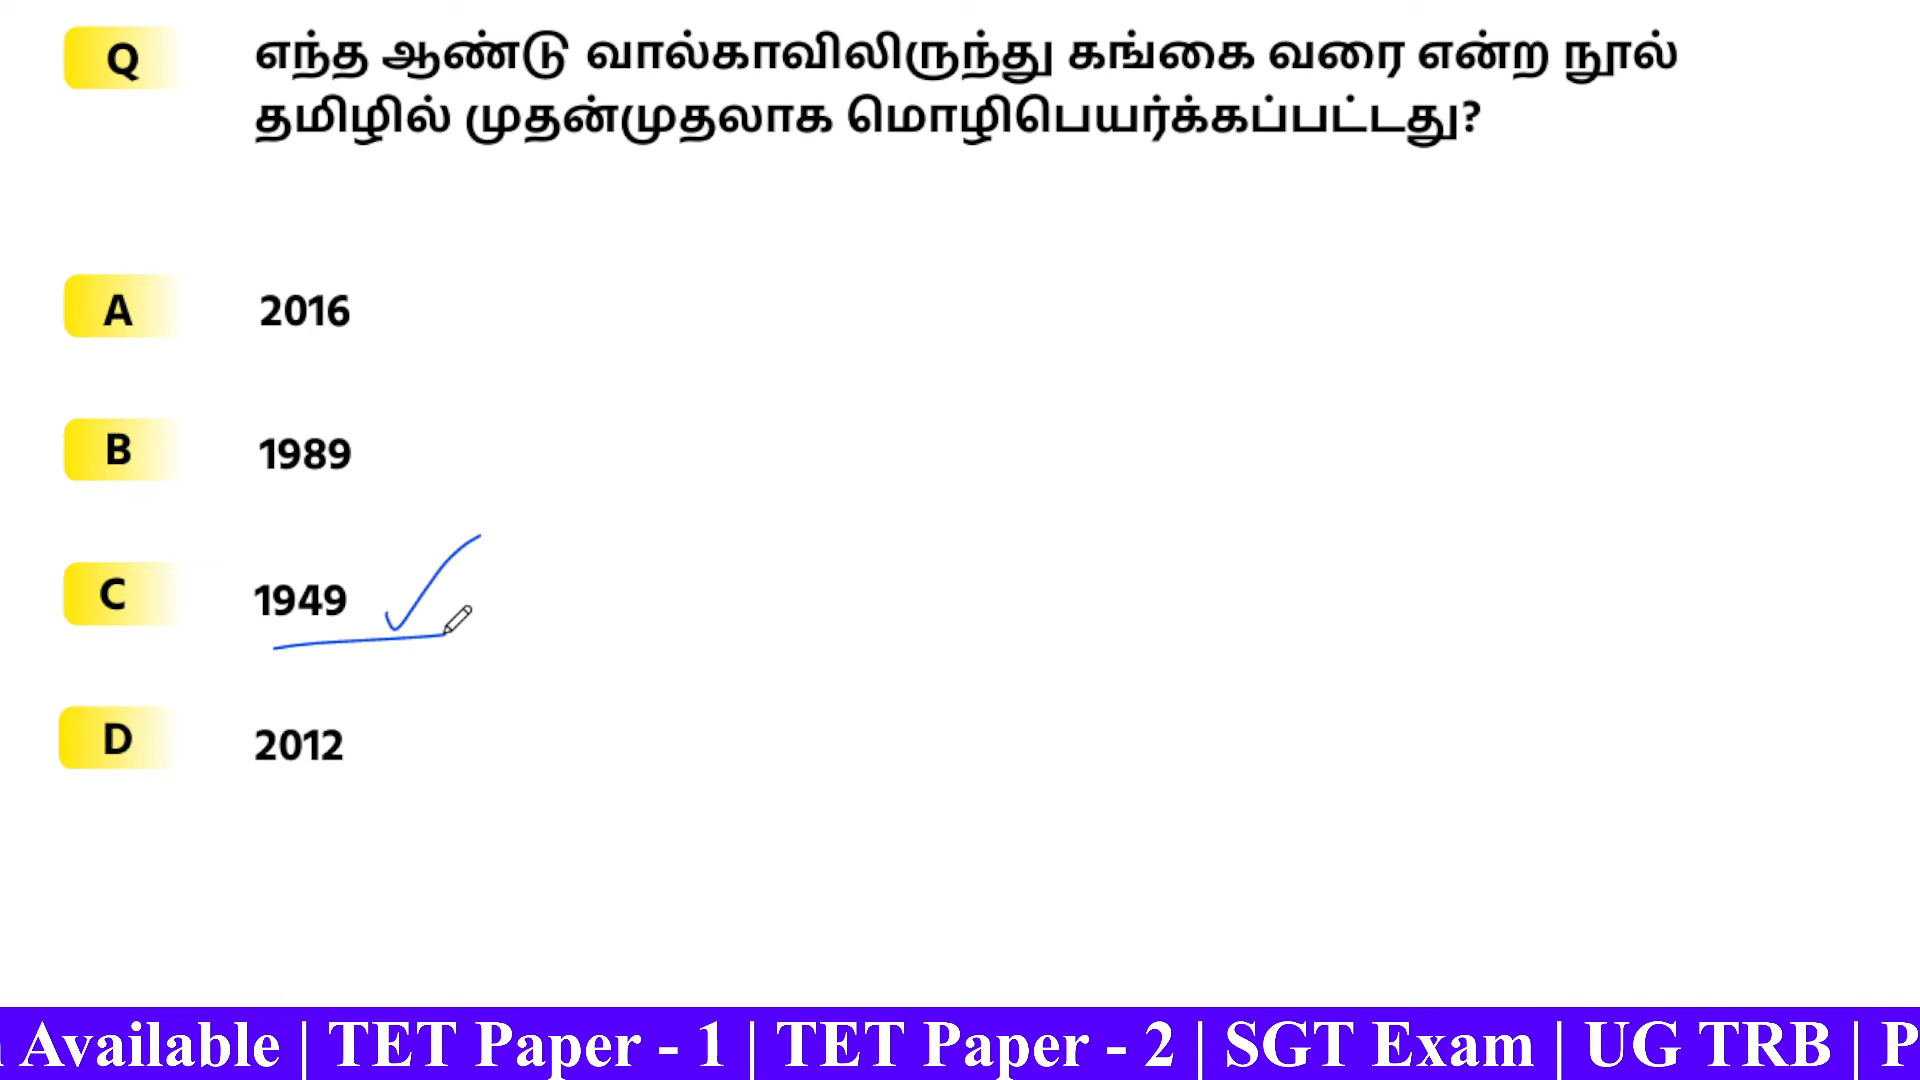 Q எந்த ஆண்டு வால்காவிலிருந்து கங்கை வரை என்ற நூல்
தமிழில் முதன்முதலாக மொழிபெயர்க்கப்பட்டது?
A 2016
B 1989
C 1949
D 2012
Available | TET Paper - 1 | TET Paper - 2 | SGT Exam | UG TRB | P